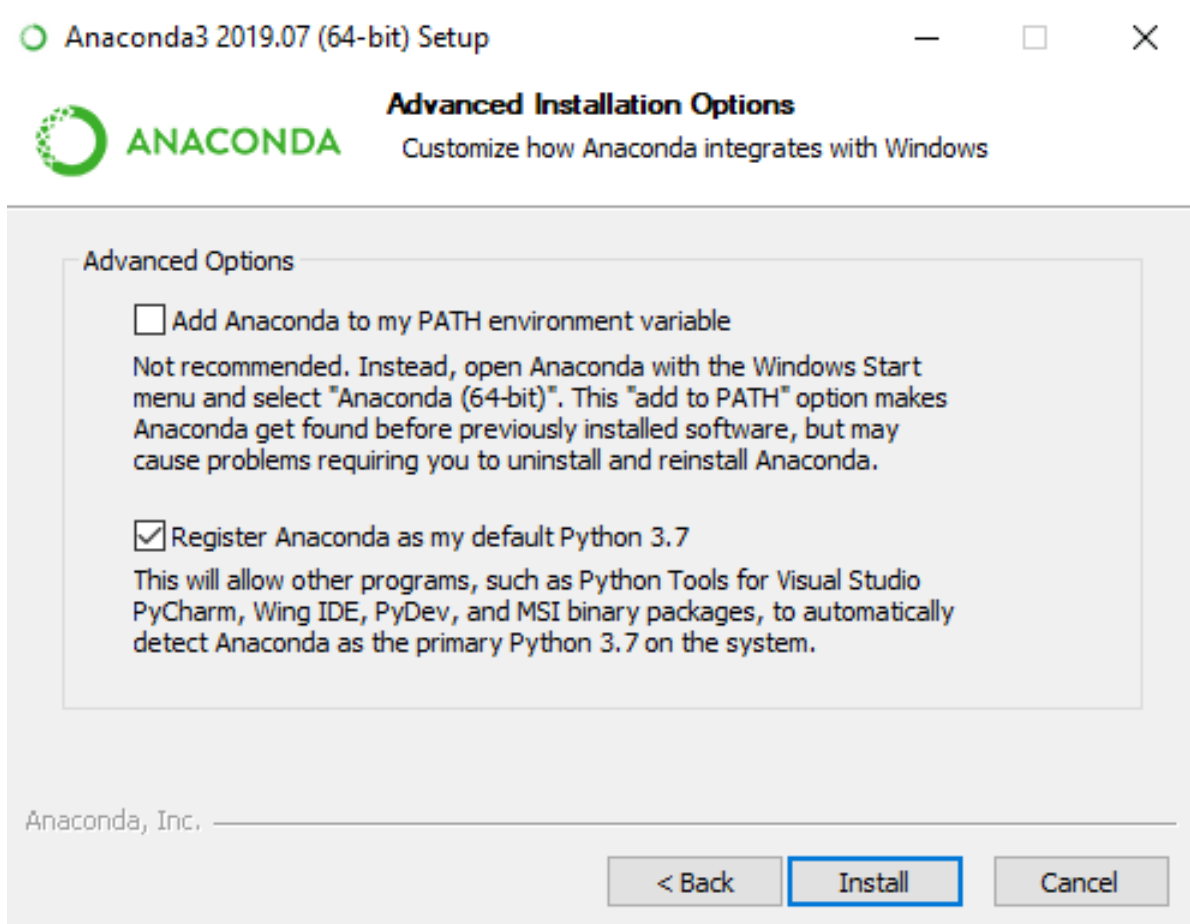 Anaconda3 2019.07 (64-bit) Setup
ANACONDA
Advanced Installation Options
Customize how Anaconda integrates with Windows
Advanced Options
Add Anaconda to my PATH environment variable
Not recommended. Instead, open Anaconda with the Windows Start
menu and select "Anaconda (64-bit)". This "add to PATH" option makes
Anaconda get found before previously installed software, but may
cause problems requiring you to uninstall and reinstall Anaconda.
Register Anaconda as my default Python 3.7
This will allow other programs, such as Python Tools for Visual Studio
PyCharm, Wing IDE, PyDev, and MSI binary packages, to automatically
detect Anaconda as the primary Python 3.7 on the system.
Anaconda, Inc.
< Back
Install
Cancel